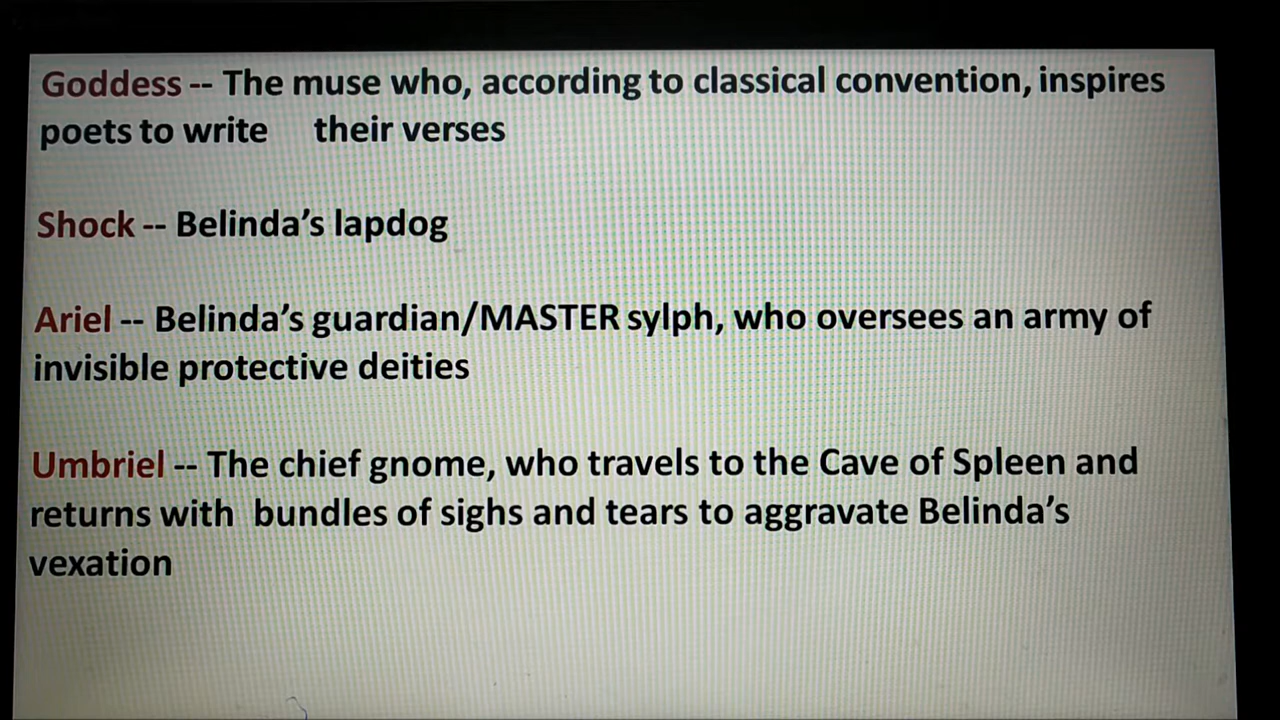 Goddess -- The muse who, according to classical convention, inspires
poets to write their verses
Shock -- Belinda’s lapdog
Ariel -- Belinda’s guardian/MASTER sylph, who oversees an army of
invisible protective deities
Umbriel -- The chief gnome, who travels to the Cave of Spleen and
returns with bundles of sighs and tears to aggravate Belinda’s
vexation